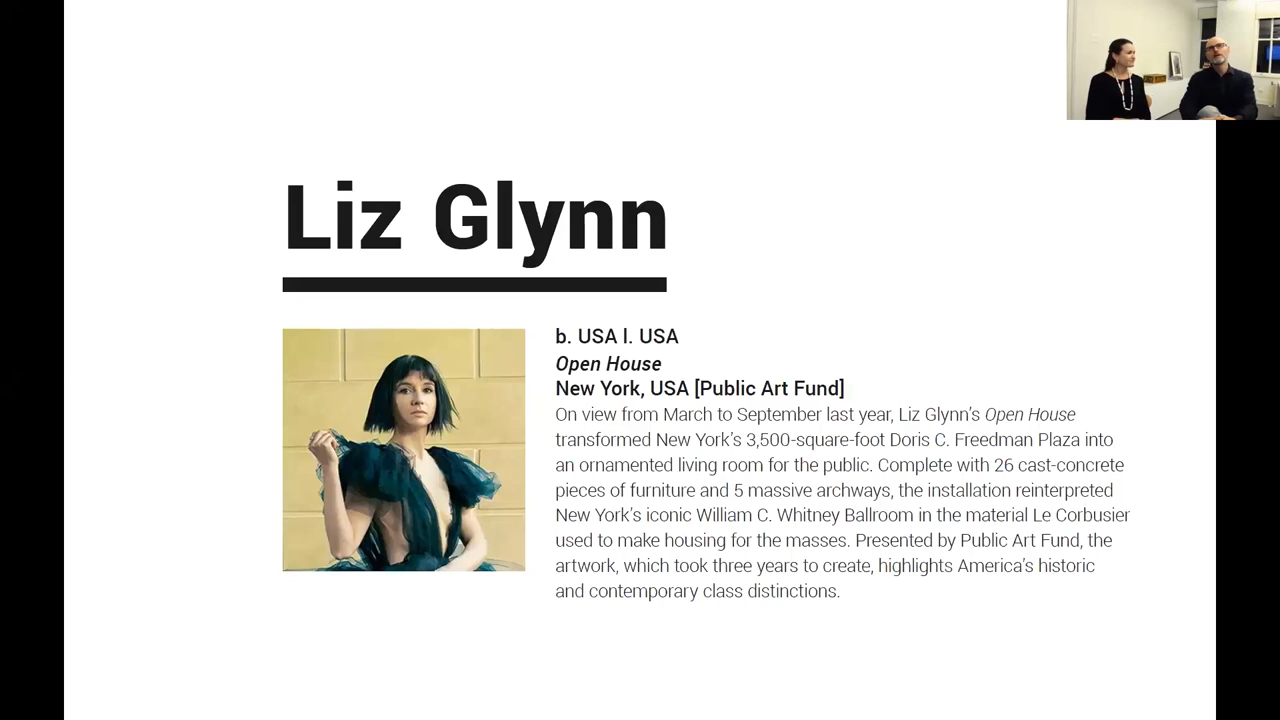 Liz Glynn
b. USA l. USA
Open House
New York, USA [Public Art Fund]
On view from March to September last year, Liz Glynn’s Open House
transformed New York’s 3,500-square-foot Doris C. Freedman Plaza into
an ornamented living room for the public. Complete with 26 cast-concrete
pieces of furniture and 5 massive archways, the installation reinterpreted
New York’s iconic William C. Whitney Ballroom in the material Le Corbusier
used to make housing for the masses. Presented by Public Art Fund, the
artwork, which took three years to create, highlights America’s historic
and contemporary class distinctions.